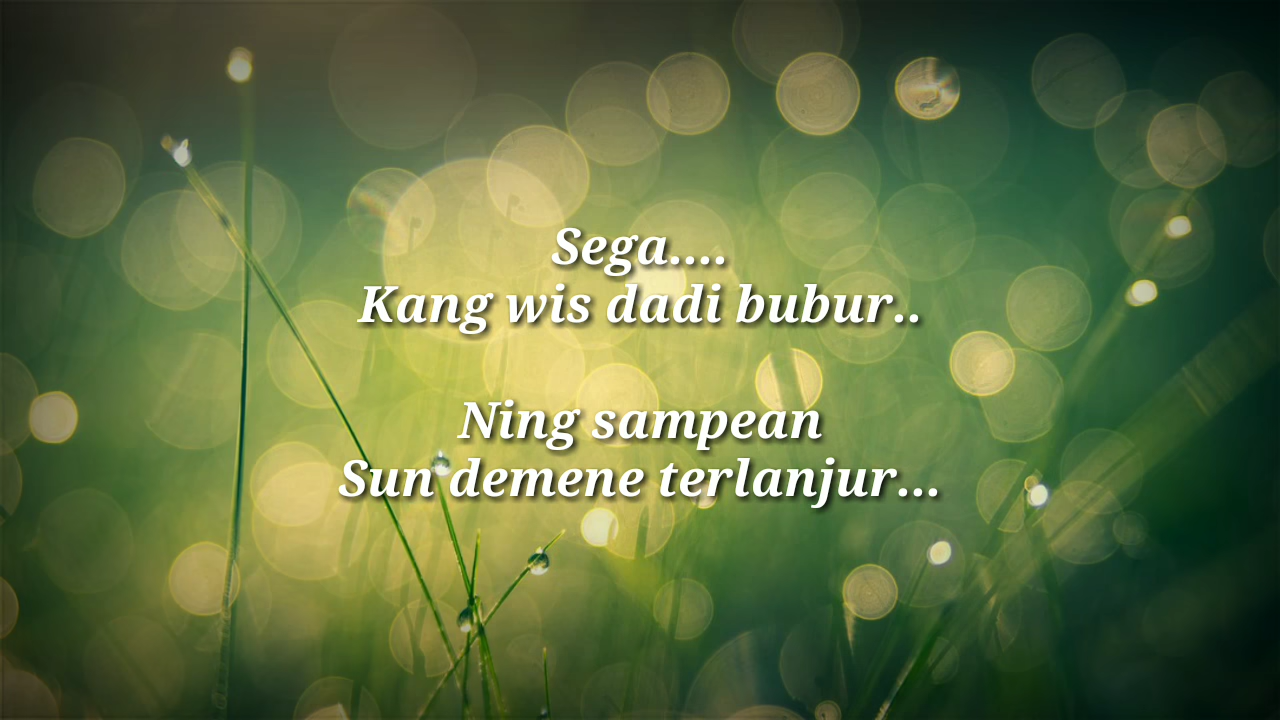 Sega....
Kang wis dadi bubur..
Ning sampean
Sun demene terlanjur...